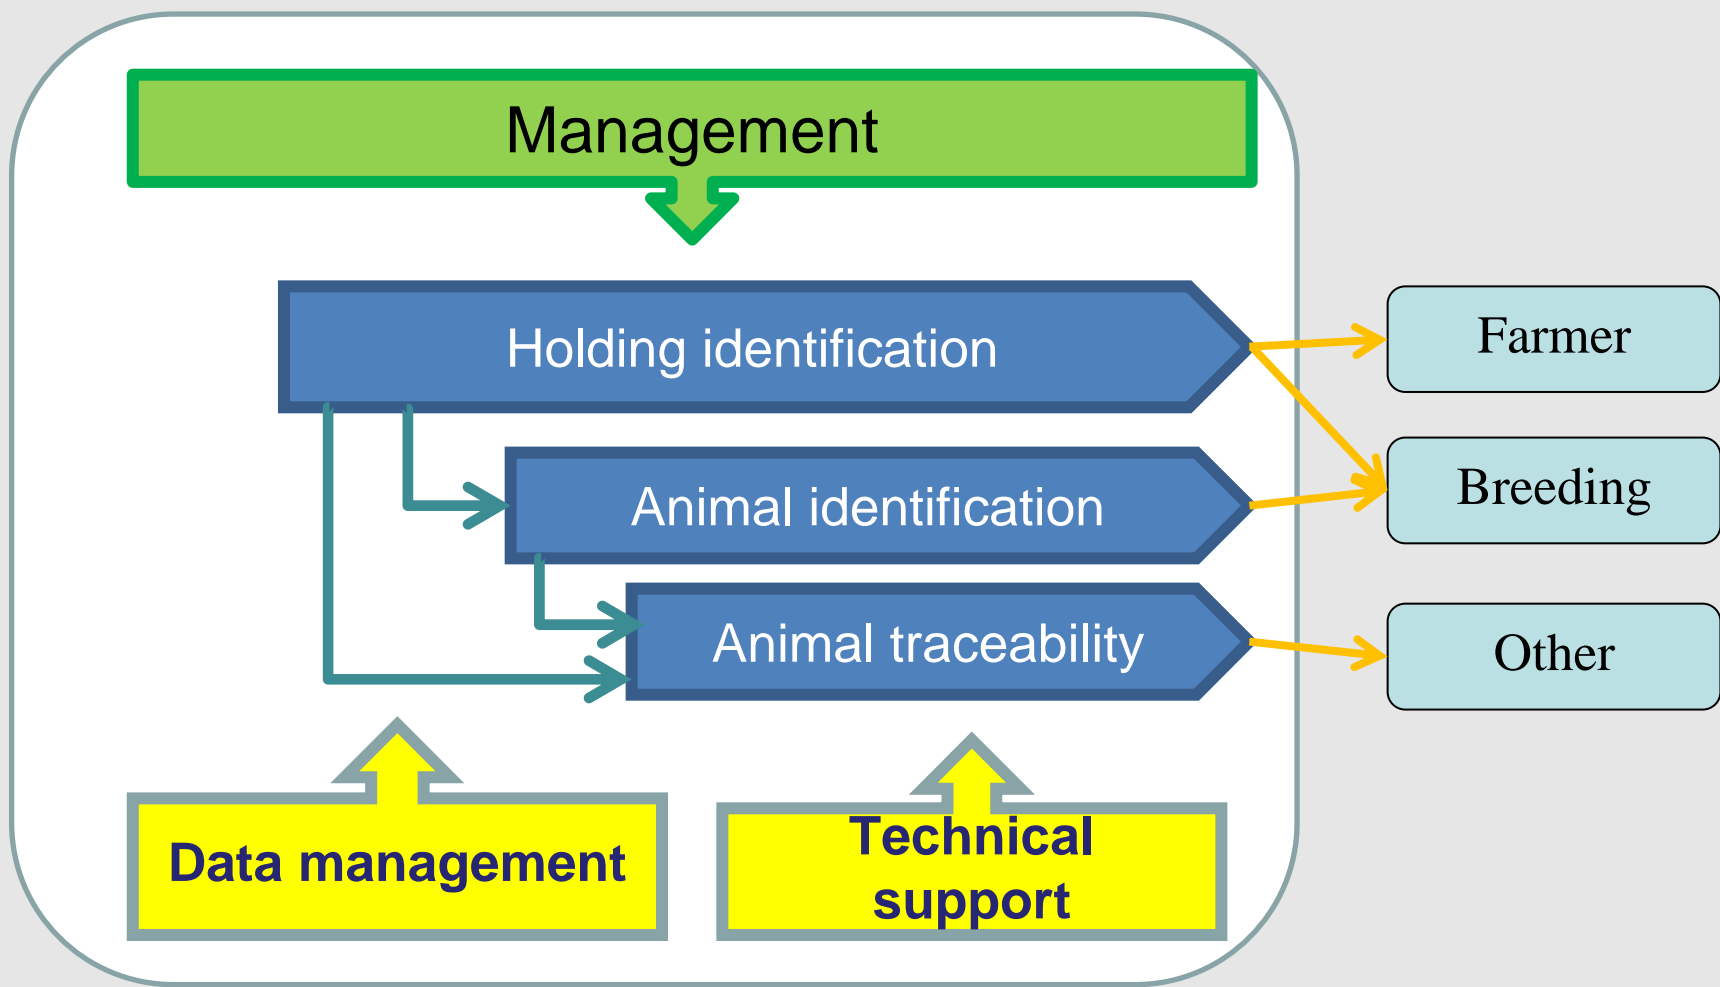 Management
Holding identification
Farmer
Animal identification
Breeding
Animal traceability
Other
Data management
Technical
support